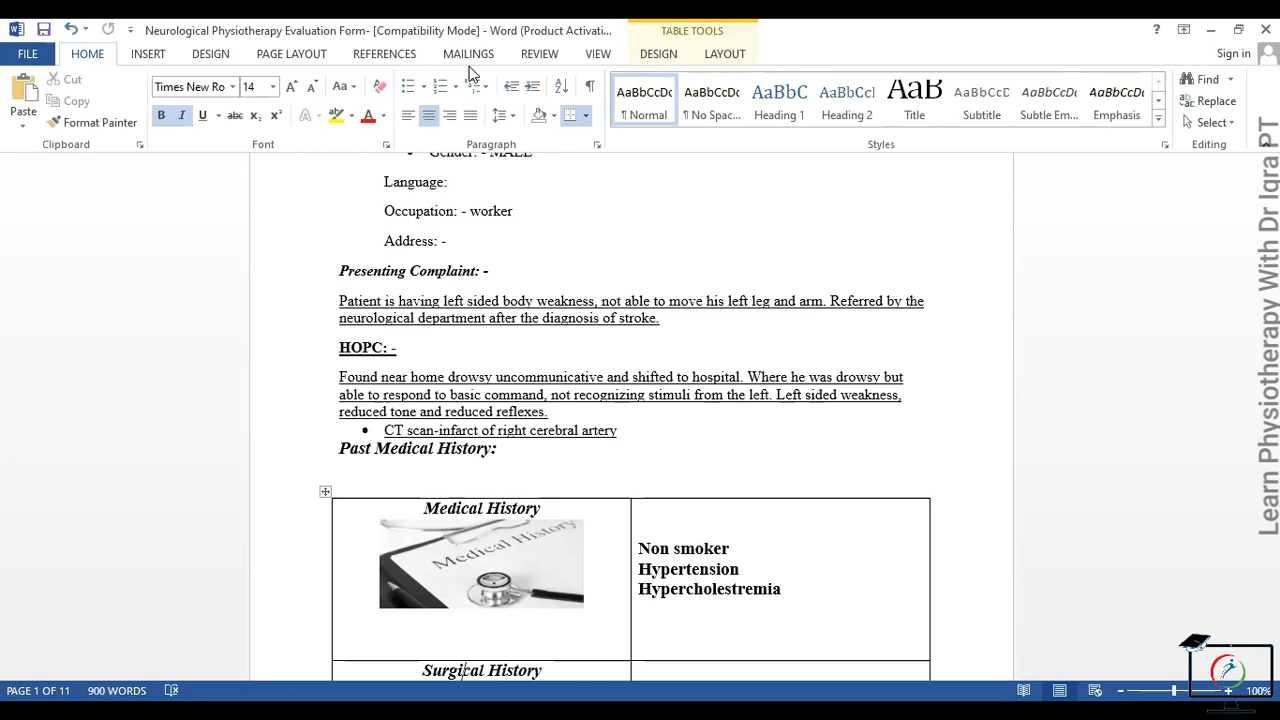 Neurological Physiotherapy Evaluation Form- [Compatibility Mode] - Word (Product Activati...
TABLE TOOLS
FILE HOME INSERT DESIGN PAGE LAYOUT REFERENCES MAILINGS REVIEW VIEW DESIGN LAYOUT
Sign in
Paste
Cut
Copy
Format Painter
Times New Ro 14
Find
Replace
Select
AaBbCcDc AaBbCcDc AaBbC AaBbCcI AaB AaBbCcD AaBbCcDc AaBbCcDc
¶ Normal ¶ No Spac... Heading 1 Heading 2 Title Subtitle Subtle Em... Emphasis
Clipboard Font Paragraph Styles Editing
Gender: - MALE
Language:
Occupation: - worker
Address: -
Presenting Complaint: -
Patient is having left sided body weakness, not able to move his left leg and arm. Referred by the
neurological department after the diagnosis of stroke.
HOPC: -
Found near home drowsy uncommunicative and shifted to hospital. Where he was drowsy but
able to respond to basic command, not recognizing stimuli from the left. Left sided weakness,
reduced tone and reduced reflexes.
• CT scan-infarct of right cerebral artery
Past Medical History:
Medical History
Medical History
Non smoker
Hypertension
Hypercholestremia
Surgical History
PAGE 1 OF 11 900 WORDS
100%
Learn Physiotherapy With Dr Iqra PT